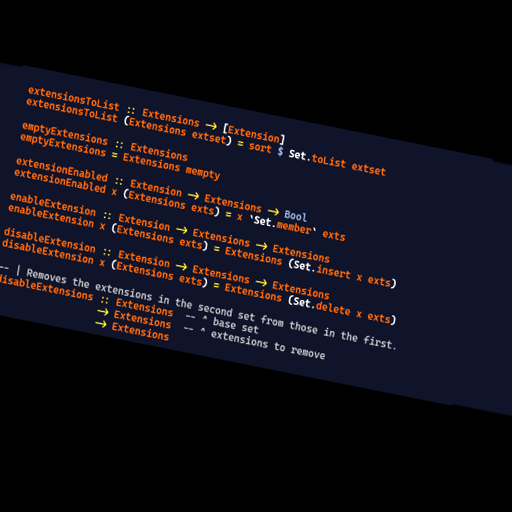 extensionsToList :: Extensions → [Extension]
extensionsToList (Extensions extset) = sort $ Set.toList extset
emptyExtensions :: Extensions
emptyExtensions = Extensions mempty
extensionEnabled :: Extension → Extensions → Bool
extensionEnabled x (Extensions exts) = x `Set.member` exts
enableExtension :: Extension → Extensions → Extensions
enableExtension x (Extensions exts) = Extensions (Set.insert x exts)
disableExtension :: Extension → Extensions → Extensions
disableExtension x (Extensions exts) = Extensions (Set.delete x exts)
-- | Removes the extensions in the second set from those in the first.
disableExtensions :: Extensions -- ^ base set
→ Extensions -- ^ extensions to remove
→ Extensions